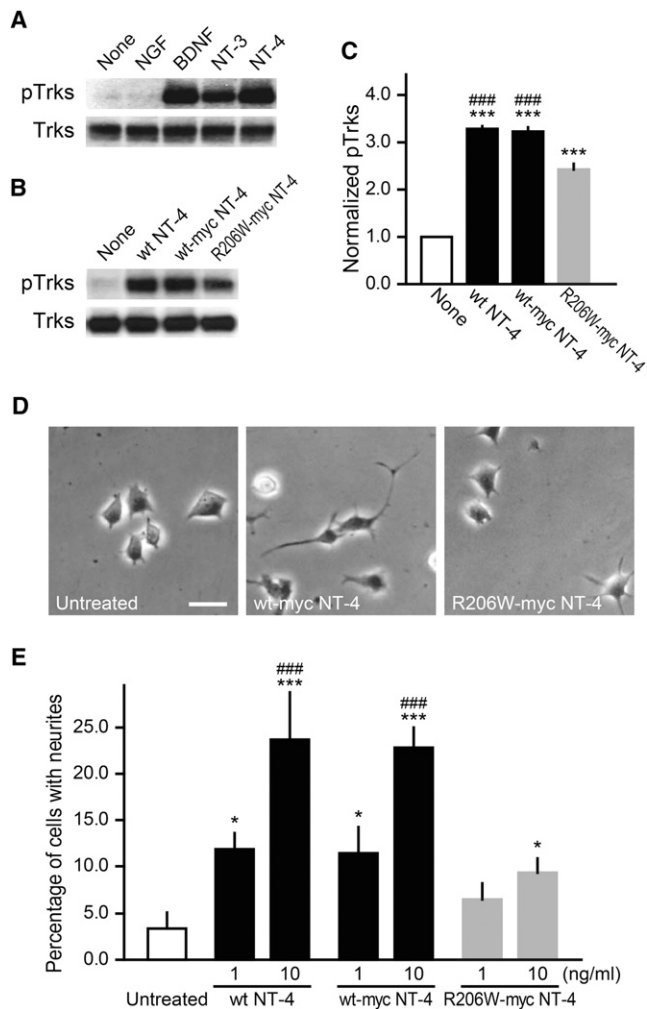 A
None
NGF
BDNF
NT-3
NT-4
pTrks
Trks
B
None
wt NT-4
wt-myc NT-4
R206W-myc NT-4
pTrks
Trks
C
Normalized pTrks
4.0
3.0
2.0
1.0
0.0
###
***
###
***
***
None
wt NT-4
wt-myc NT-4
R206W-myc NT-4
D
Untreated
wt-myc NT-4
R206W-myc NT-4
E
Percentage of cells with neurites
25.0
20.0
15.0
10.0
5.0
0.0
*
###
***
*
###
***
*
1 10 1 10 1 10 (ng/ml)
Untreated wt NT-4 wt-myc NT-4 R206W-myc NT-4